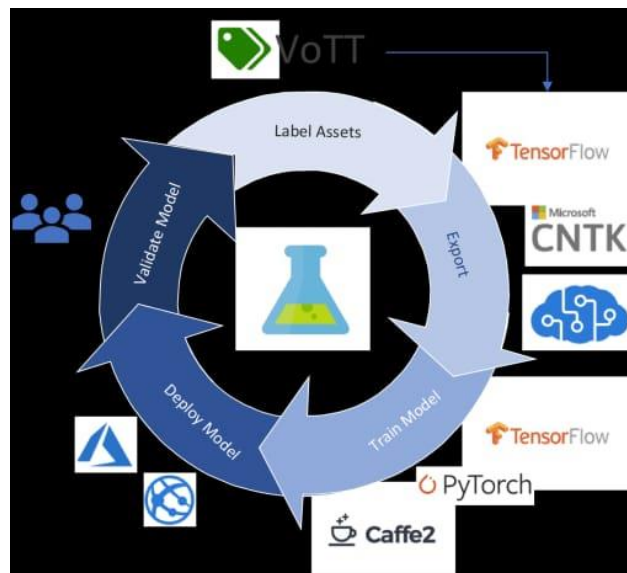 VoTT
Label Assets
TensorFlow
Microsoft
CNTK
Export
Validate Model
Train Model
Deploy Model
TensorFlow
PyTorch
Caffe2